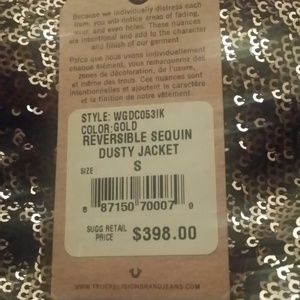 Because we individually distress each
item, you will notice areas of fading,
wear, and even holes. These nuances
are intentional and add to the character
and finish of our garment
Parce que nous usons individuellement
chaque élément, vous remarquerez des
zones de décoloration, de l'usure,
et même des trous. Ces nuances sont
intentionnelles et ajoutent le caractère
et la finition de notre vêtement.
STYLE: WGDC053IK
COLOR:GOLD
REVERSIBLE SEQUIN
DUSTY JACKET
SIZE
S
8 87150 70007 9
SUGG RETAIL
PRICE
$398.00
WWW.TRUERELIGIONBRANDJEANS.COM